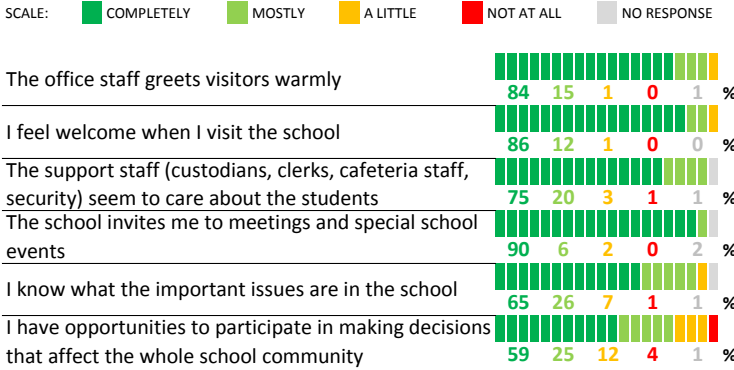 SCALE: COMPLETELY MOSTLY A LITTLE NOT AT ALL NO RESPONSE
The office staff greets visitors warmly
84 15 1 0 1 %
I feel welcome when I visit the school
86 12 1 0 0 %
The support staff (custodians, clerks, cafeteria staff,
security) seem to care about the students
75 20 3 1 1 %
The school invites me to meetings and special school
events
90 6 2 0 2 %
I know what the important issues are in the school
65 26 7 1 1 %
I have opportunities to participate in making decisions
that affect the whole school community
59 25 12 4 1 %